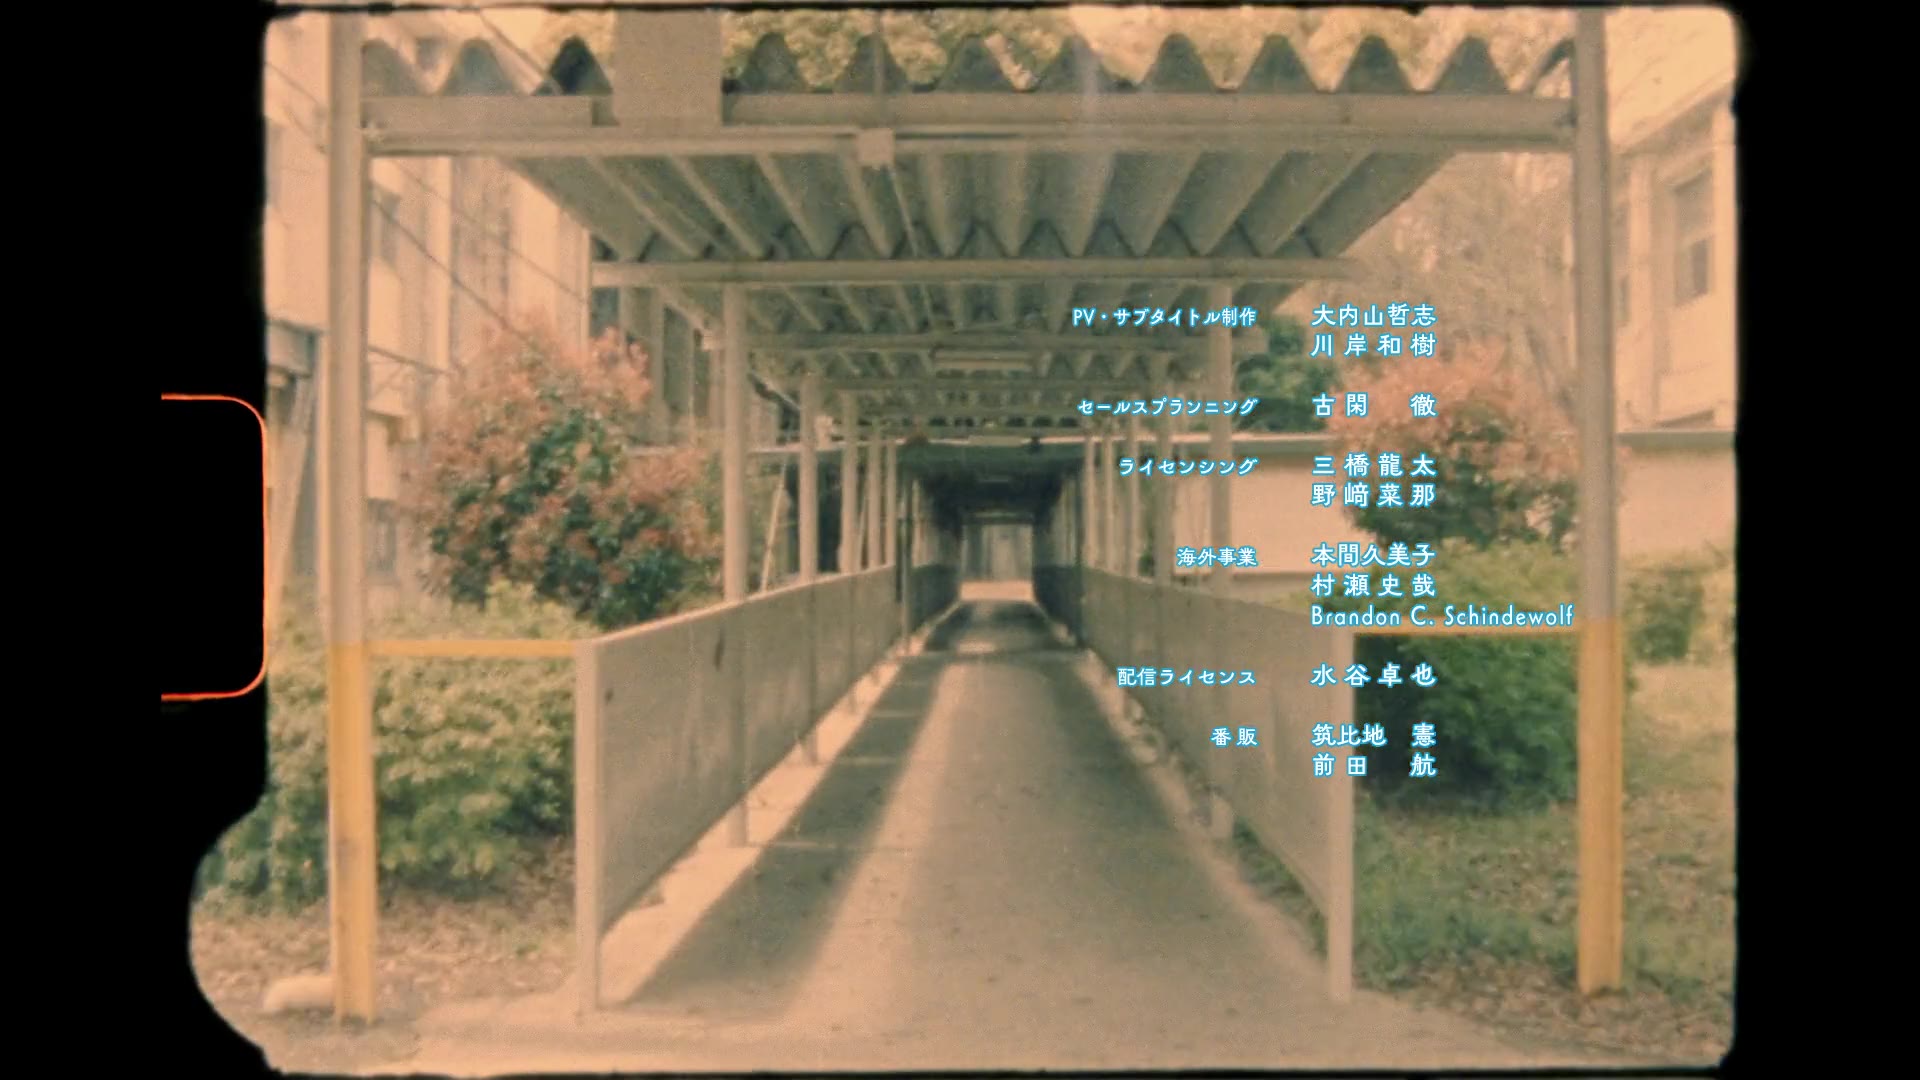 PV・サブタイトル制作 大内山哲志
川岸和樹
セールスプランニング 古閑 徹
ライセンシング 三橋龍太
野﨑菜那
海外事業 本間久美子
村瀬史哉
Brandon C. Schindewolf
配信ライセンス 水谷卓也
番販 筑比地 憲
前田 航